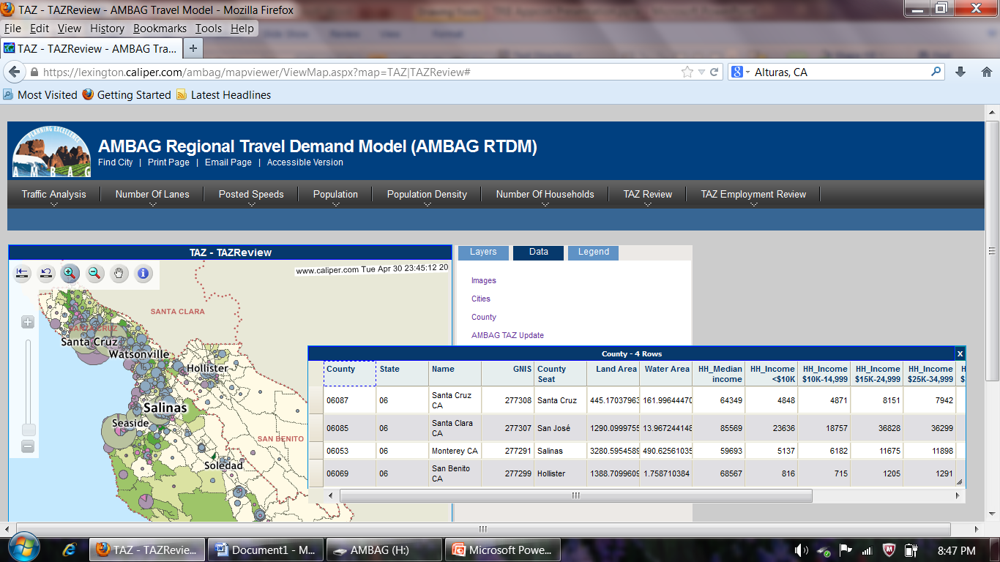 TAZ - TAZReview - AMBAG Travel Model - Mozilla Firefox
File Edit View History Bookmarks Tools Help
TAZ - TAZReview - AMBAG Tra...
https://lexington.caliper.com/ambag/mapviewer/ViewMap.aspx?map=TAZ|TAZReview#
Alturas, CA
Most Visited Getting Started Latest Headlines
PLANNING EXCELLENCE
AMBAG
AMBAG Regional Travel Demand Model (AMBAG RTDM)
Find City | Print Page | Email Page | Accessible Version
Traffic Analysis Number Of Lanes Posted Speeds Population Population Density Number Of Households TAZ Review TAZ Employment Review
TAZ - TAZReview
www.caliper.com Tue Apr 30 23:45:12 20
SANTA CLARA
SANTA CRUZ
Santa Cruz
Watsonville
Hollister
Salinas
Seaside
SAN BENITO
Soledad
Layers Data Legend
Images
Cities
County
AMBAG TAZ Update
County - 4 Rows X
County State Name GNIS County Seat Land Area Water Area HH_Median income HH_Income <$10K HH_Income $10K-14,999 HH_Income $15K-24,999 HH_Income $25K-34,999
06087 06 Santa Cruz CA 277308 Santa Cruz 445.17037963 161.99644470 64349 4848 4871 8151 7942
06085 06 Santa Clara CA 277307 San José 1290.0999755 13.967244148 85569 23636 18757 36828 36299
06053 06 Monterey CA 277291 Salinas 3280.5954589 490.62561035 59693 5137 6182 11675 11898
06069 06 San Benito CA 277299 Hollister 1388.7099609 1.758710384 68567 816 715 1205 1291
TAZ - TAZRevie... Document1 - M... AMBAG (H:) Microsoft Powe... 8:47 PM